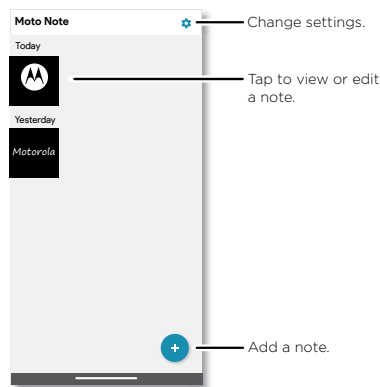 Moto Note
Change settings.
Today
Tap to view or edit
a note.
Yesterday
Motorola
+
Add a note.